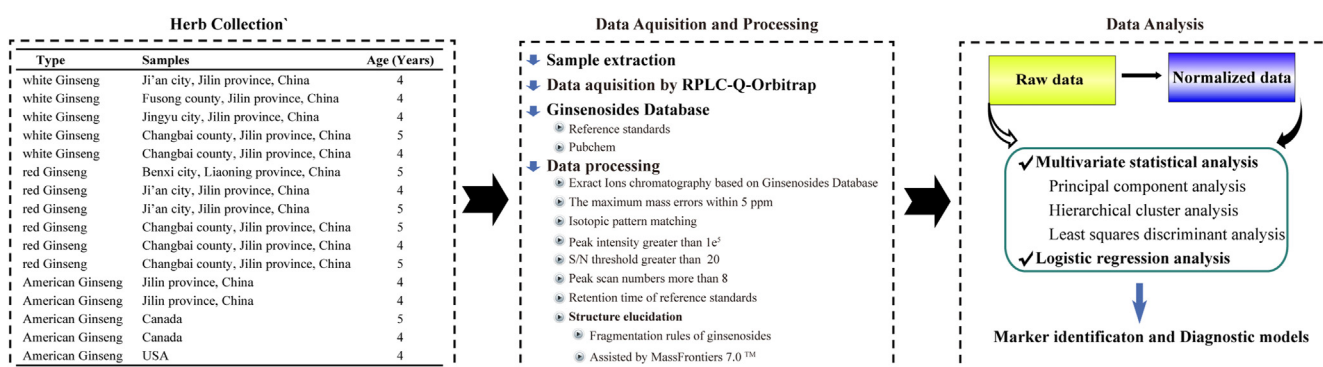 Herb Collection`
Type Samples Age (Years)
white Ginseng Ji’an city, Jilin province, China 4
white Ginseng Fusong county, Jilin province, China 4
white Ginseng Jingyu city, Jilin province, China 4
white Ginseng Changbai county, Jilin province, China 5
white Ginseng Changbai county, Jilin province, China 4
red Ginseng Benxi city, Liaoning province, China 5
red Ginseng Ji’an city, Jilin province, China 4
red Ginseng Ji’an city, Jilin province, China 5
red Ginseng Changbai county, Jilin province, China 5
red Ginseng Changbai county, Jilin province, China 4
red Ginseng Changbai county, Jilin province, China 5
American Ginseng Jilin province, China 4
American Ginseng Jilin province, China 4
American Ginseng Canada 5
American Ginseng Canada 4
American Ginseng USA 4
Data Aquisition and Processing
Sample extraction
Data aquisition by RPLC-Q-Orbitrap
Ginsenosides Database
Reference standards
Pubchem
Data processing
Exract Ions chromatography based on Ginsenosides Database
The maximum mass errors within 5 ppm
Isotopic pattern matching
Peak intensity greater than 1e⁵
S/N threshold greater than 20
Peak scan numbers more than 8
Retention time of reference standards
Structure elucidation
Fragmentation rules of ginsenosides
Assisted by MassFrontiers 7.0 ™
Data Analysis
Raw data
Normalized data
✓Multivariate statistical analysis
Principal component analysis
Hierarchical cluster analysis
Least squares discriminant analysis
✓Logistic regression analysis
Marker identificaton and Diagnostic models